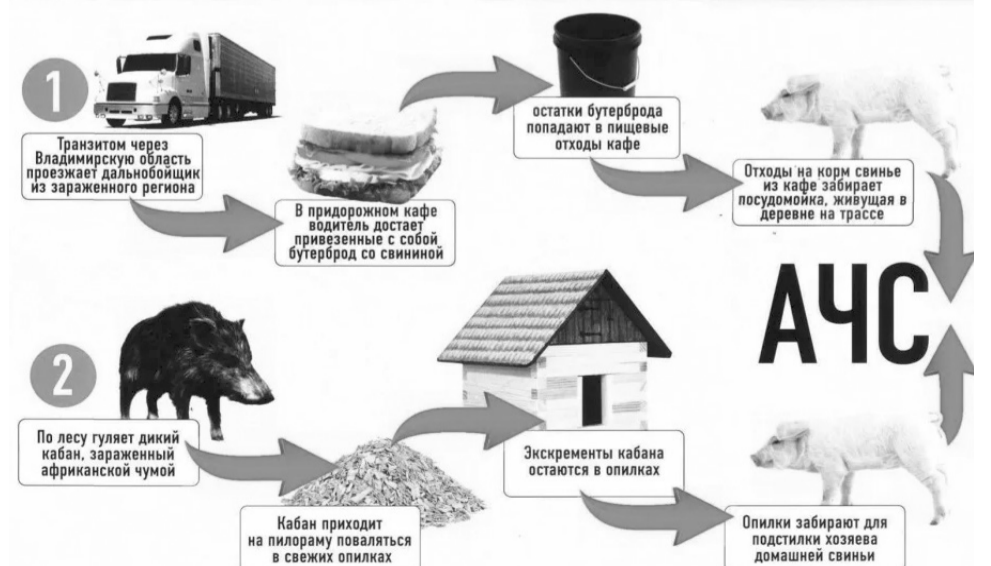 1
Транзитом через
Владимирскую область
проезжает дальнобойщик
из зараженного региона
В придорожном кафе
водитель достает
привезенные с собой
бутерброд со свининой
остатки бутерброда
попадают в пищевые
отходы кафе
Отходы на корм свинье
из кафе забирает
посудомойка, живущая в
деревне на трассе
АЧС
2
По лесу гуляет дикий
кабан, зараженный
африканской чумой
Кабан приходит
на пилораму поваляться
в свежих опилках
Экскременты кабана
остаются в опилках
Опилки забирают для
подстилки хозяева
домашней свиньи